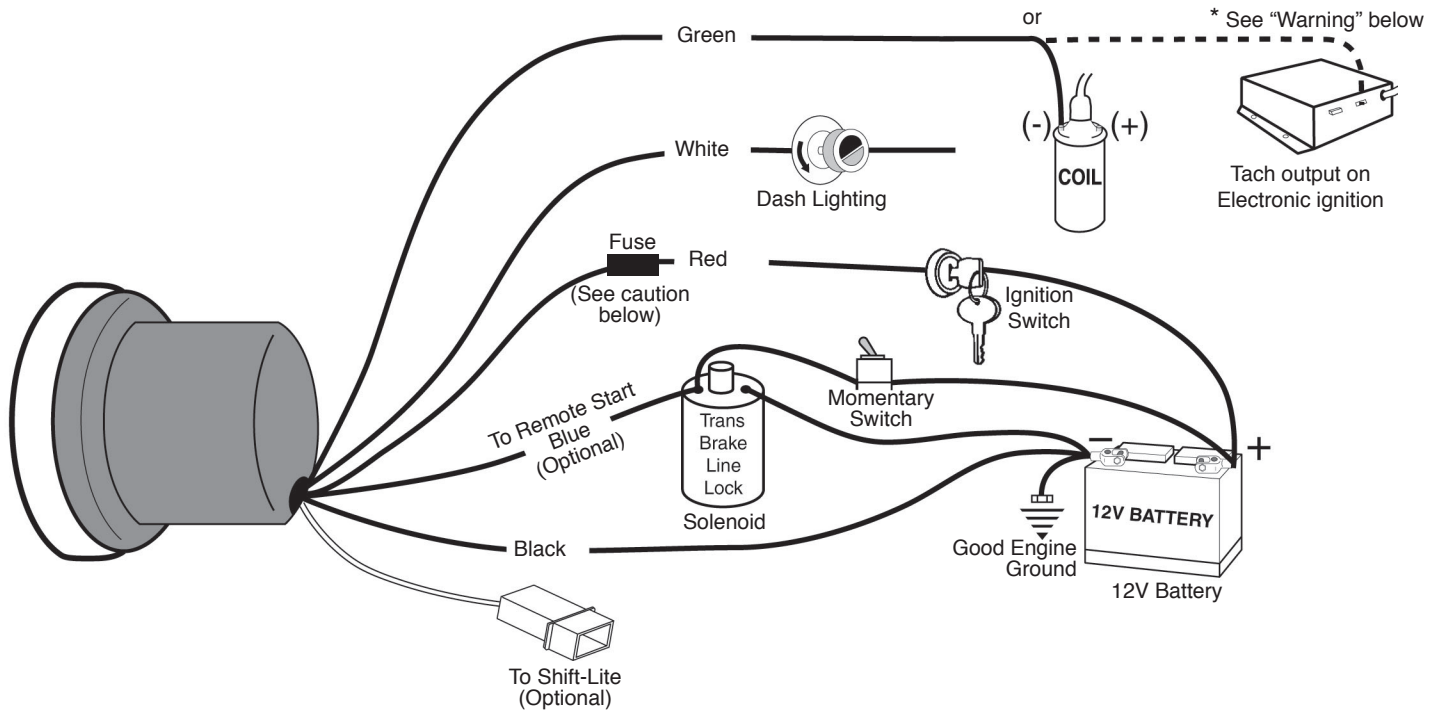 or
* See “Warning” below
Green
(-)
(+)
COIL
Tach output on
Electronic ignition
White
Dash Lighting
Fuse
Red
(See caution
below)
Ignition
Switch
Momentary
Switch
To Remote Start
Blue
(Optional)
Trans
Brake
Line
Lock
Solenoid
−
+
12V BATTERY
Good Engine
Ground
12V Battery
Black
To Shift-Lite
(Optional)